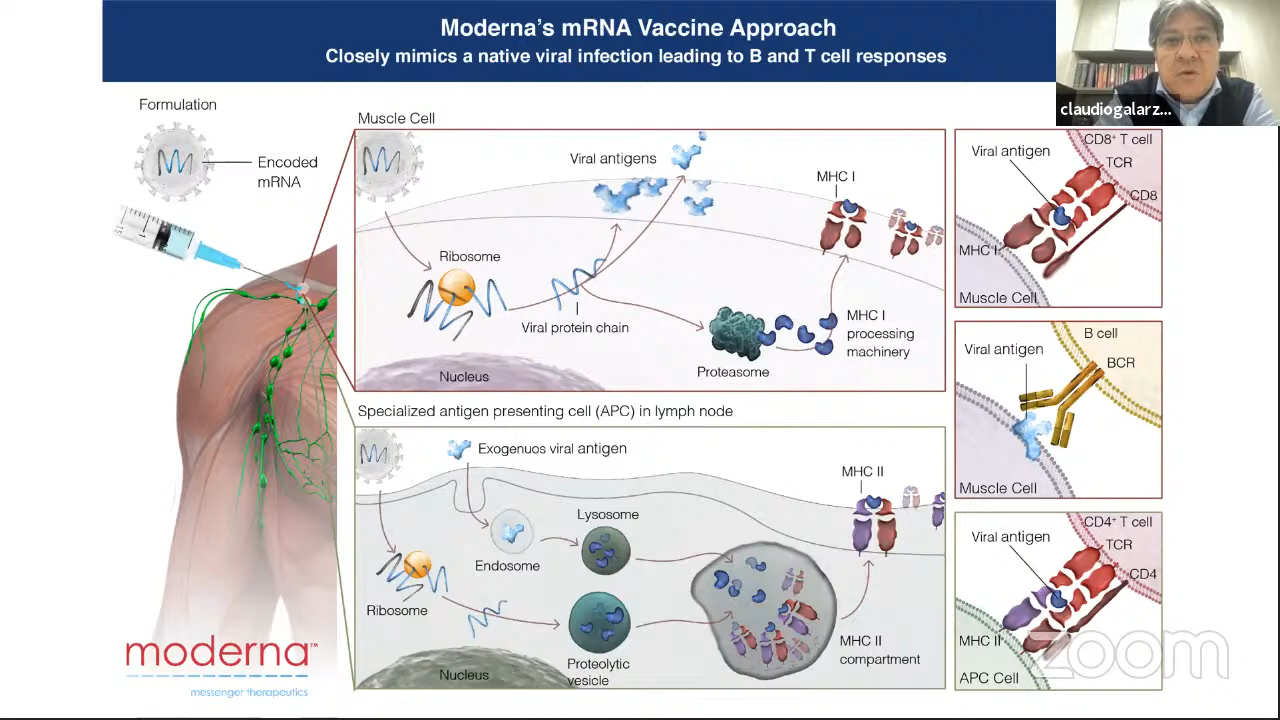 Moderna's mRNA Vaccine Approach
Closely mimics a native viral infection leading to B and T cell responses
claudiogalarz...
Formulation
Encoded
mRNA
Muscle Cell
Viral antigens
MHC I
Ribosome
Viral protein chain
MHC I
processing
machinery
Proteasome
Nucleus
Specialized antigen presenting cell (APC) in lymph node
Exogenuos viral antigen
MHC II
Lysosome
Endosome
Ribosome
Proteolytic
vesicle
MHC II
compartment
Nucleus
CD8+ T cell
Viral antigen
TCR
CD8
MHC I
Muscle Cell
B cell
Viral antigen
BCR
Muscle Cell
CD4+ T cell
Viral antigen
TCR
CD4
MHC II
APC Cell
moderna™
messenger therapeutics
zoom